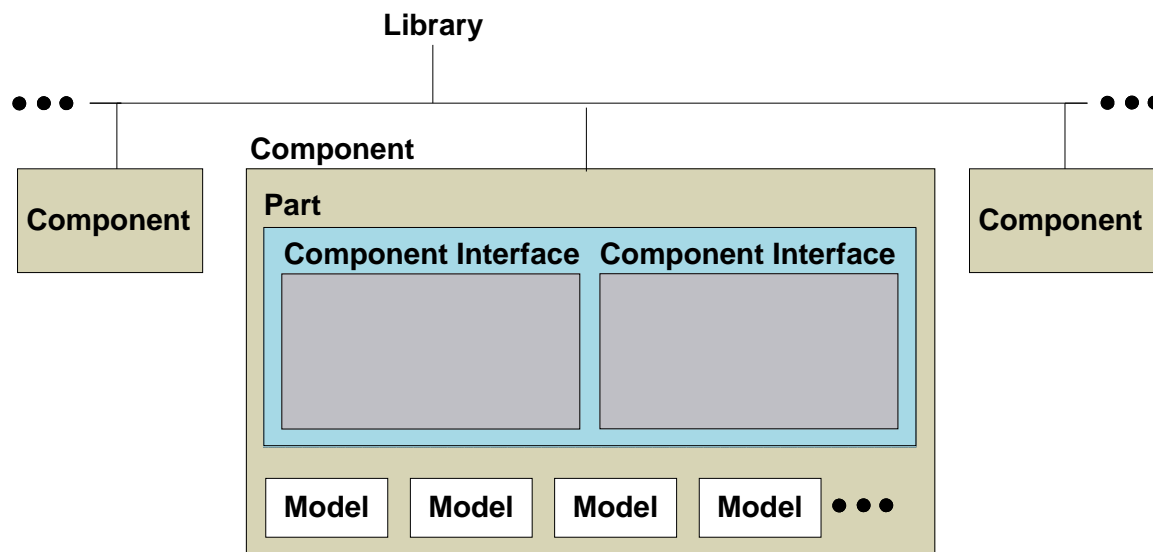 Library
Component
Component
Part
Component
Component Interface
Component Interface
Model
Model
Model
Model